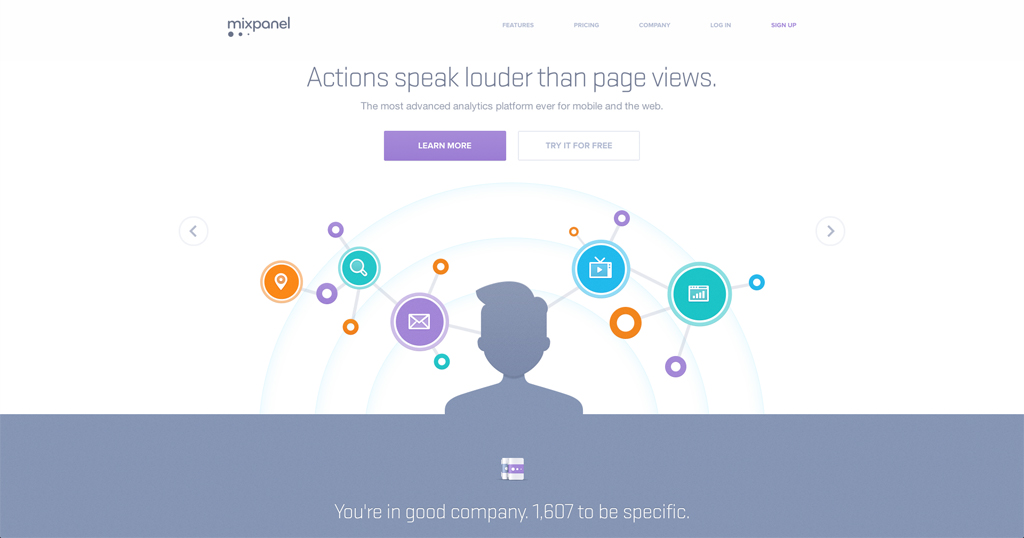 mixpanel
FEATURES
PRICING
COMPANY
LOG IN
SIGN UP
Actions speak louder than page views.
The most advanced analytics platform ever for mobile and the web.
LEARN MORE
TRY IT FOR FREE
You're in good company. 1,607 to be specific.